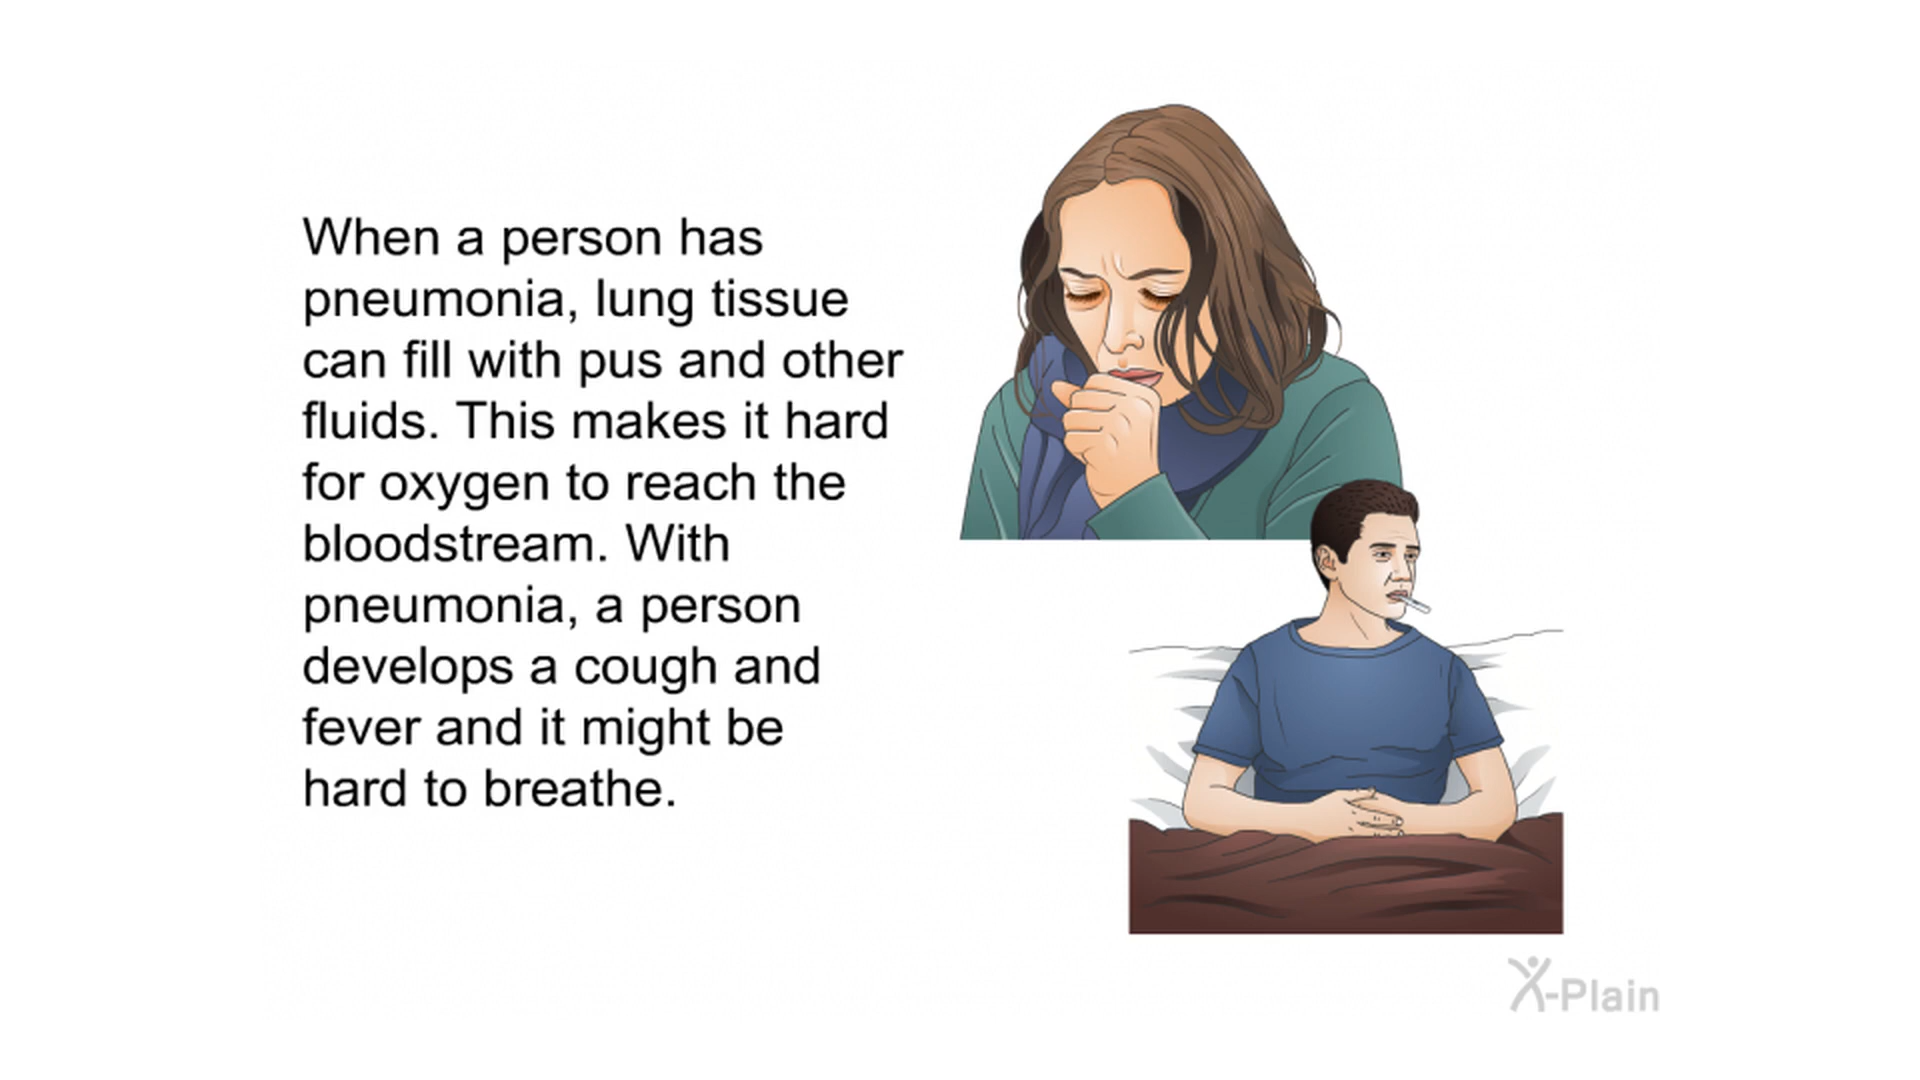 When a person has
pneumonia, lung tissue
can fill with pus and other
fluids. This makes it hard
for oxygen to reach the
bloodstream. With
pneumonia, a person
develops a cough and
fever and it might be
hard to breathe.
X-Plain